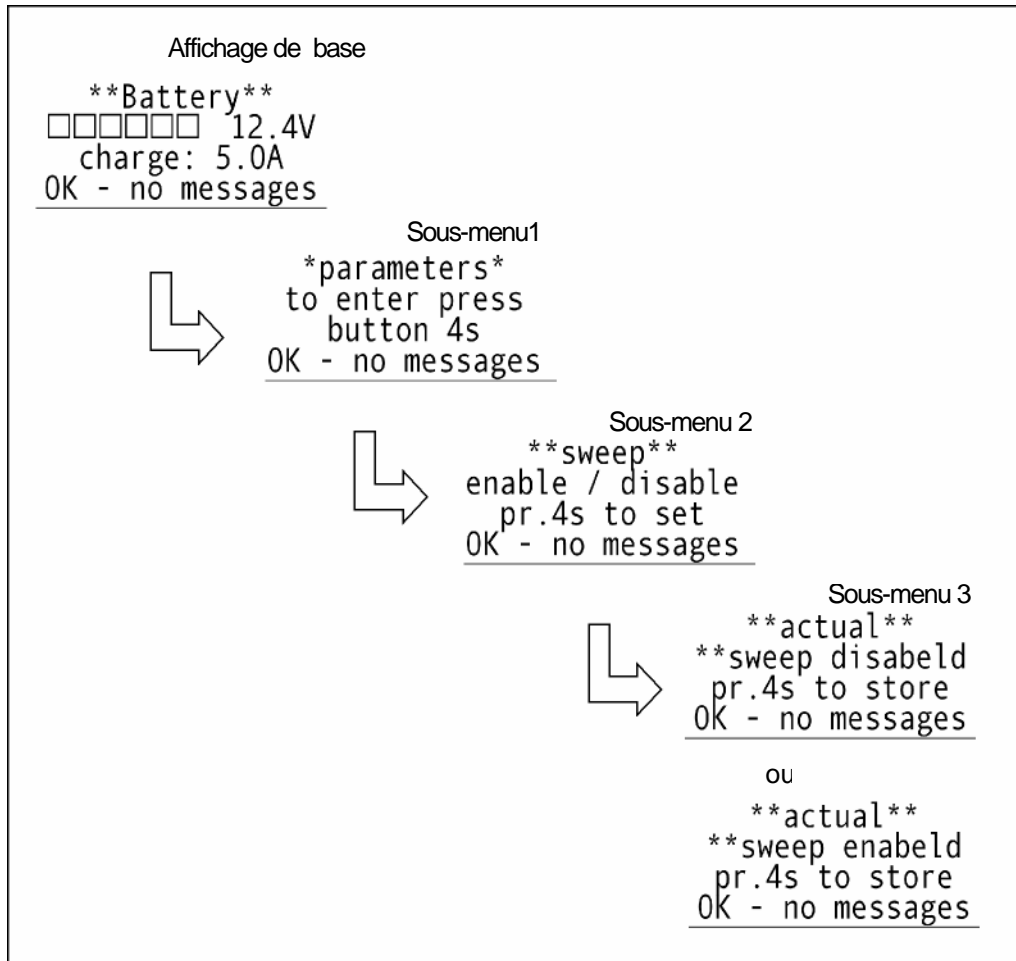 Affichage de base
**Battery**
□□□□□□ 12.4V
charge: 5.0A
OK - no messages
Sous-menu1
*parameters*
to enter press
button 4s
OK - no messages
Sous-menu 2
**sweep**
enable / disable
pr.4s to set
OK - no messages
Sous-menu 3
**actual**
**sweep disabeld
pr.4s to store
OK - no messages
ou
**actual**
**sweep enabeld
pr.4s to store
OK - no messages